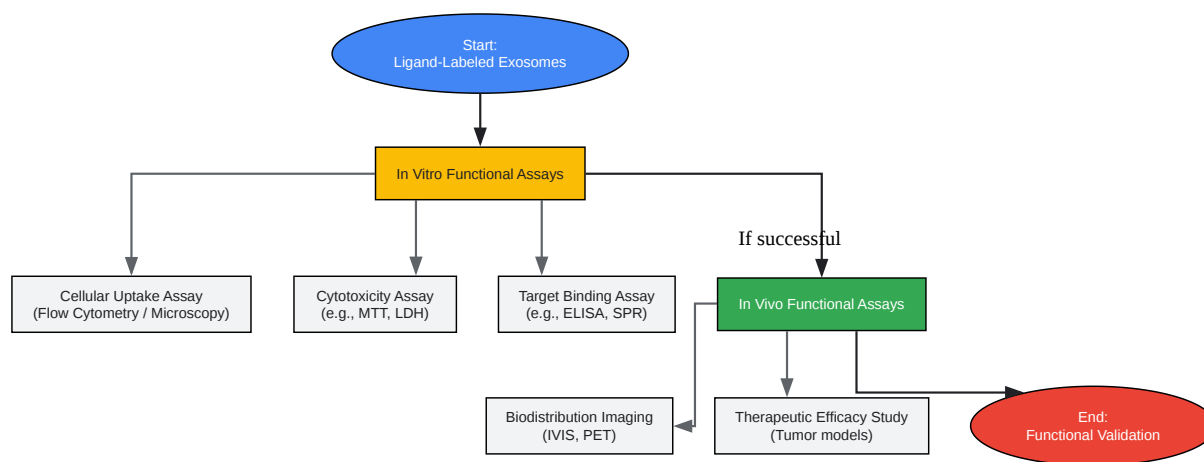 Start:
Ligand-Labeled Exosomes
In Vitro Functional Assays
If successful
Cellular Uptake Assay
(Flow Cytometry / Microscopy)
Cytotoxicity Assay
(e.g., MTT, LDH)
Target Binding Assay
(e.g., ELISA, SPR)
In Vivo Functional Assays
Biodistribution Imaging
(IVIS, PET)
Therapeutic Efficacy Study
(Tumor models)
End:
Functional Validation